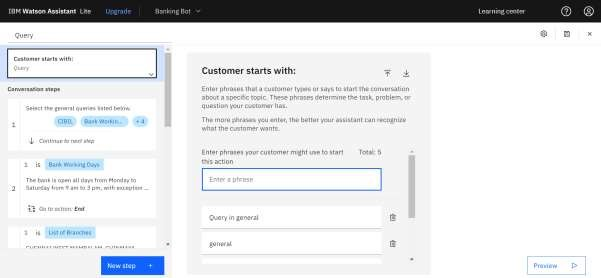 IBM Watson Assistant Lite Upgrade Banking Bot Learning center
Query
Customer starts with:
Query
Conversation steps
1
Select the general queries listed below.
CIBIL Bank Workin... + 4
Continue to next step
2
1 is Bank Working Days
The bank is open all days from Monday to
Saturday from 9 am to 3 pm, with exception ...
Go to action: End
1 is List of Branches
New step +
Customer starts with:
Enter phrases that a customer types or says to start the conversation
about a specific topic. These phrases determine the task, problem, or
question your customer has.
The more phrases you enter, the better your assistant can recognize
what the customer wants.
Enter phrases your customer might use to start
this action
Total: 5
Enter a phrase
Query in general
general
Preview